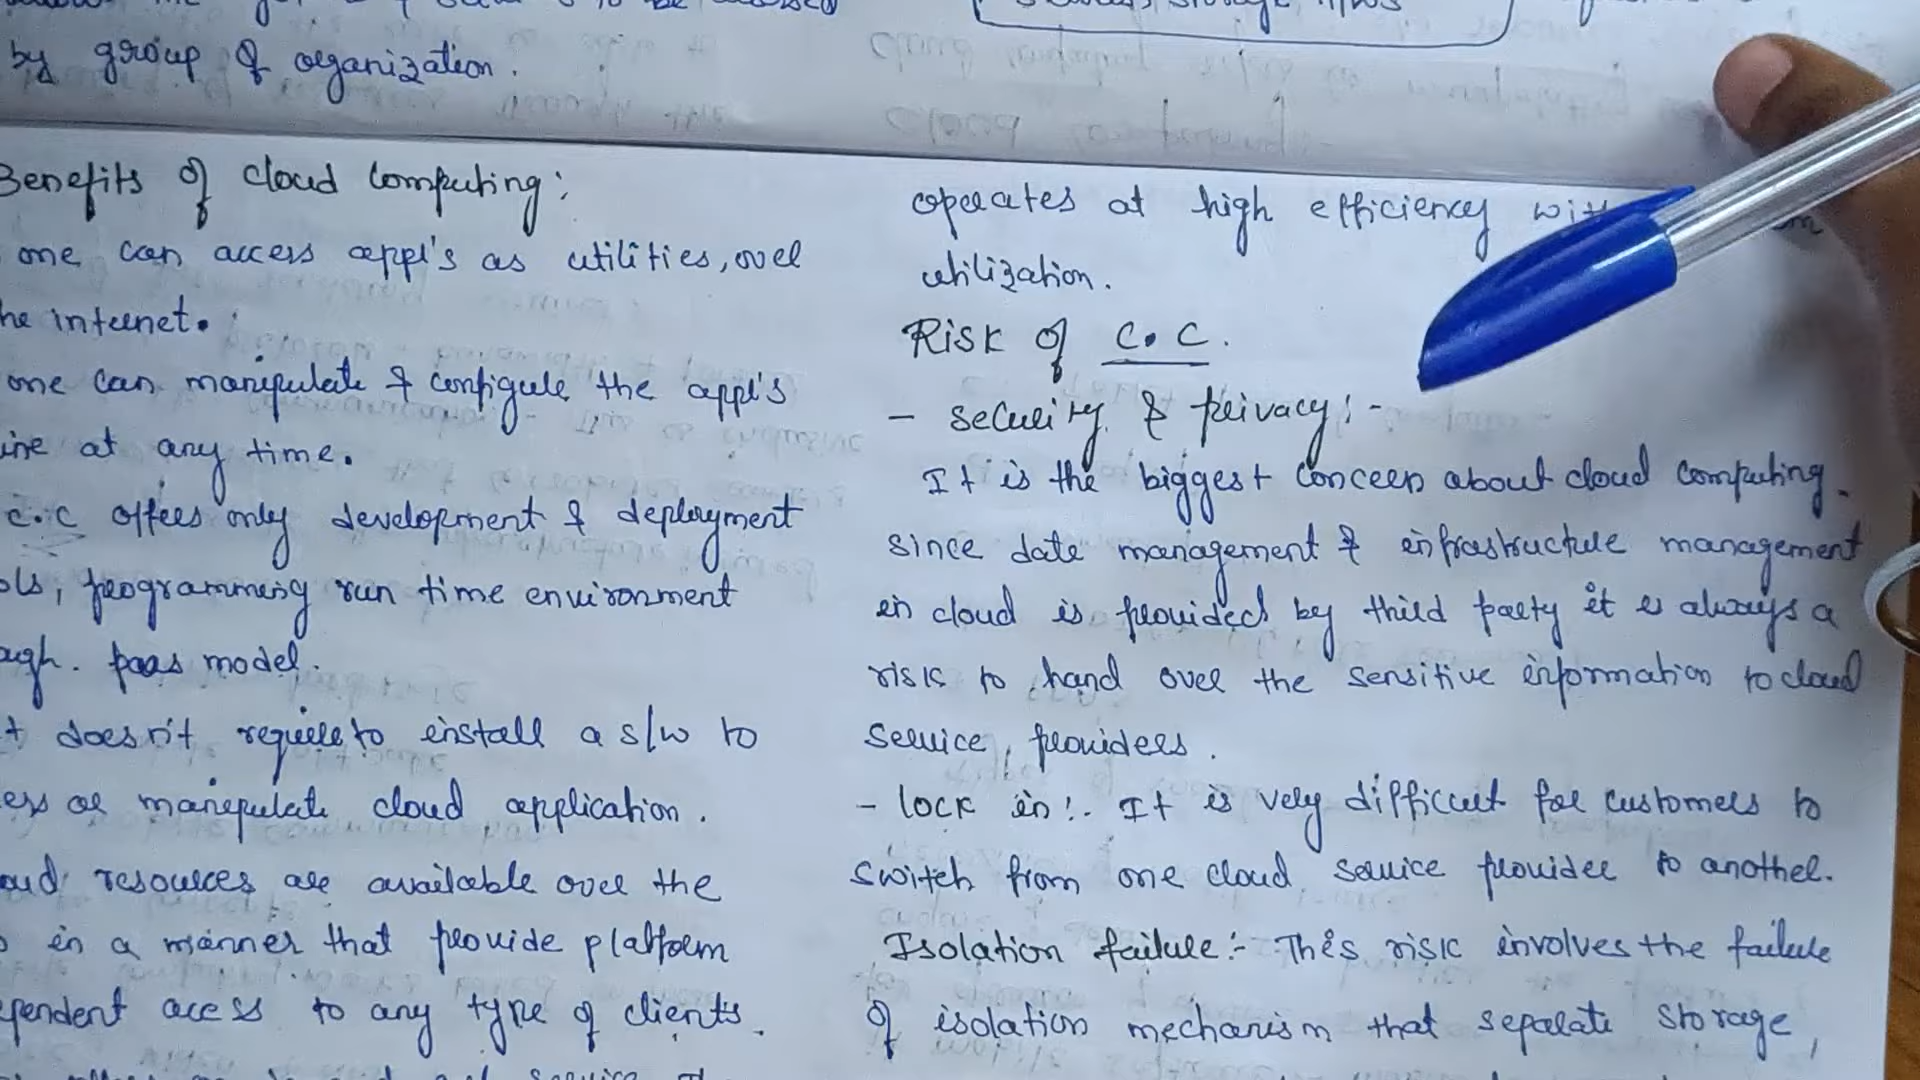 by group of organization.
Benefits of cloud computing:
one can access appl's as utilities, over
the internet.
one can manipulate & configure the appl's
ine at any time.
c.c offers only development & deployment
ols, programming run time environment
ough. paas model.
t doesn't require to install a s/w to
ess or manipulate cloud application.
oud resources are available over the
in a manner that provide platform
ependent acess to any type of clients.
operates at high efficiency with
utilization.
Risk of C.C.
- security & privacy:-
It is the biggest concern about cloud computing.
since date management & infrastructure management
in cloud is provided by third party it is always a
risk to hand over the sensitive information to cloud
service, providers.
- lock in:- It is very difficult for customers to
switch from one cloud service provider to another.
Isolation failure:- This risk involves the failure
of isolation mechanism that separate storage,